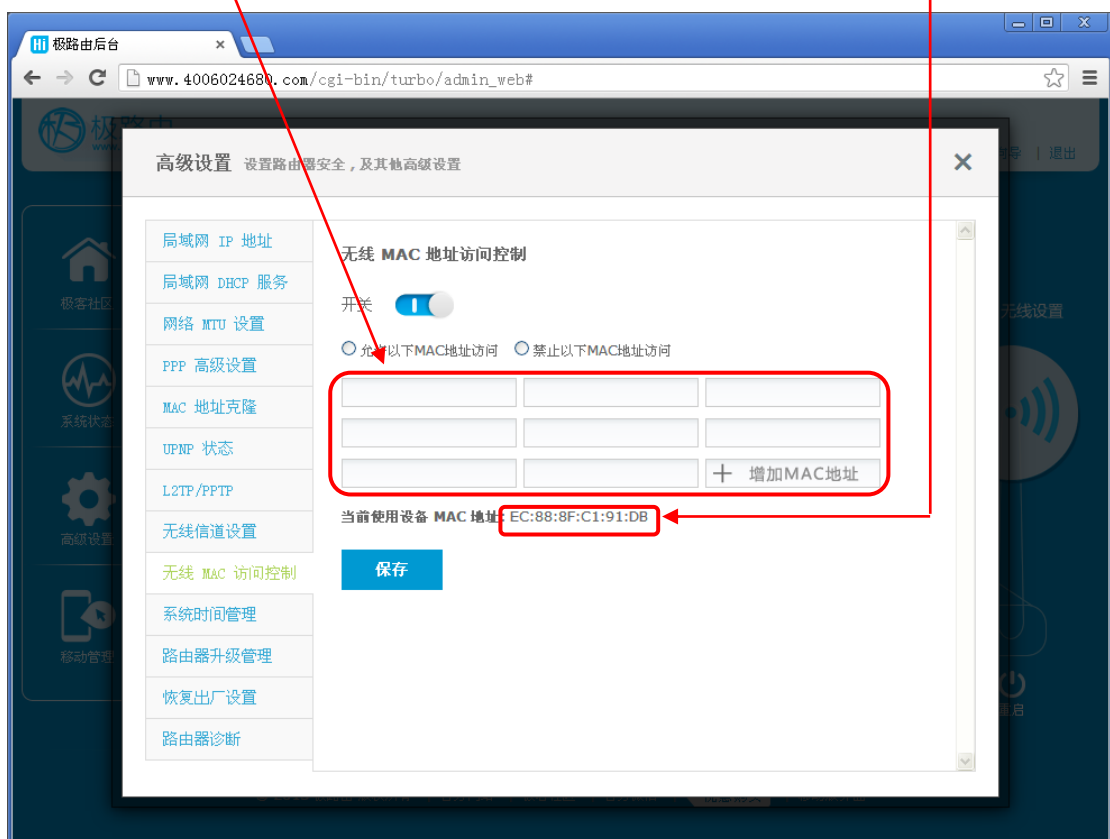 极路由后台
www.4006024680.com/cgi-bin/turbo/admin_web#
极路由
www.
导 | 退出
高级设置 设置路由器安全，及其他高级设置
局域网 IP 地址
局域网 DHCP 服务
网络 MTU 设置
PPP 高级设置
MAC 地址克隆
UPNP 状态
L2TP/PPTP
无线信道设置
无线 MAC 访问控制
系统时间管理
路由器升级管理
恢复出厂设置
路由器诊断
无线 MAC 地址访问控制
开关
允许以下MAC地址访问 禁止以下MAC地址访问
增加MAC地址
当前使用设备 MAC 地址: EC:88:8F:C1:91:DB
保存
极客社区
系统状态
高级设置
移动管理
无线设置
重启